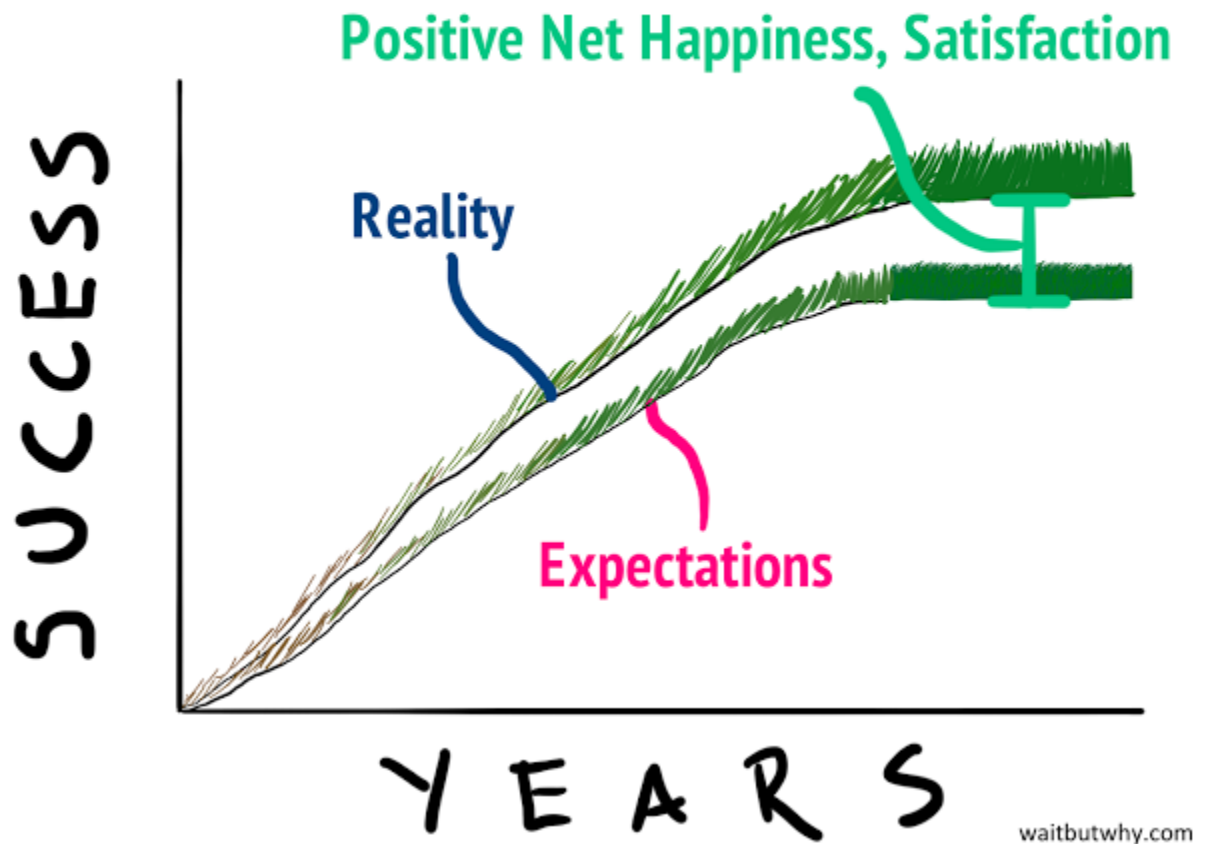 Positive Net Happiness, Satisfaction
SUCCESS
Reality
Expectations
YEARS
waitbutwhy.com